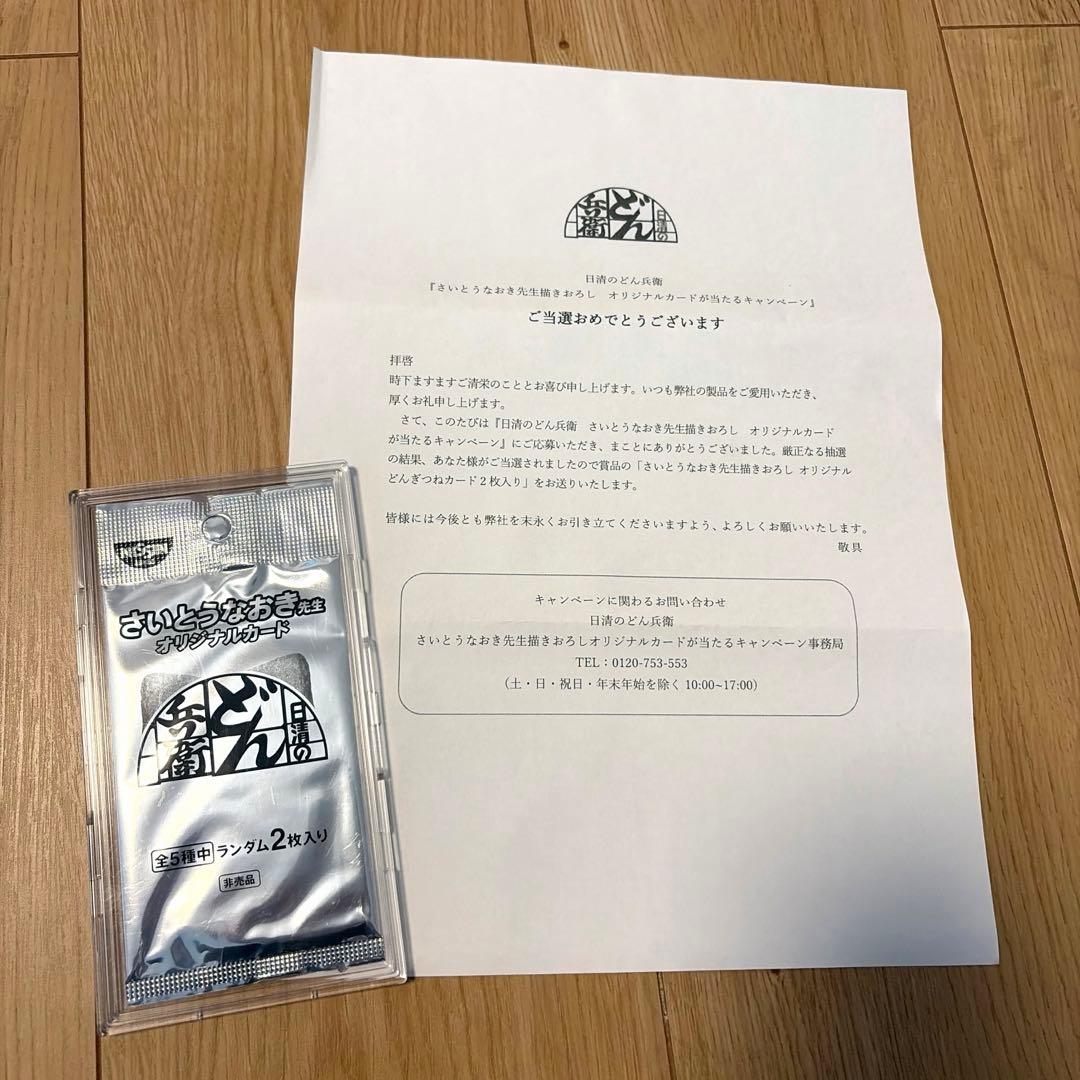 日清の
どん
兵衛
日清のどん兵衛
『さいとうなおき先生描きおろし　オリジナルカードが当たるキャンペーン』
ご当選おめでとうございます
拝啓
時下ますますご清栄のこととお喜び申し上げます。いつも弊社の製品をご愛用いただき、
厚くお礼申し上げます。
　さて、このたびは『日清のどん兵衛　さいとうなおき先生描きおろし　オリジナルカード
が当たるキャンペーン』にご応募いただき、まことにありがとうございました。厳正なる抽選
の結果、あなた様がご当選されましたので賞品の「さいとうなおき先生描きおろし オリジナル
どんぎつねカード２枚入り」をお送りいたします。
皆様には今後とも弊社を末永くお引き立てくださいますよう、よろしくお願いいたします。
敬具
キャンペーンに関わるお問い合わせ
日清のどん兵衛
さいとうなおき先生描きおろしオリジナルカードが当たるキャンペーン事務局
TEL：0120-753-553
（土・日・祝日・年末年始を除く 10:00~17:00）
さいとうなおき先生
オリジナルカード
日清の
どん
兵衛
全5種中 ランダム2枚入り
非売品